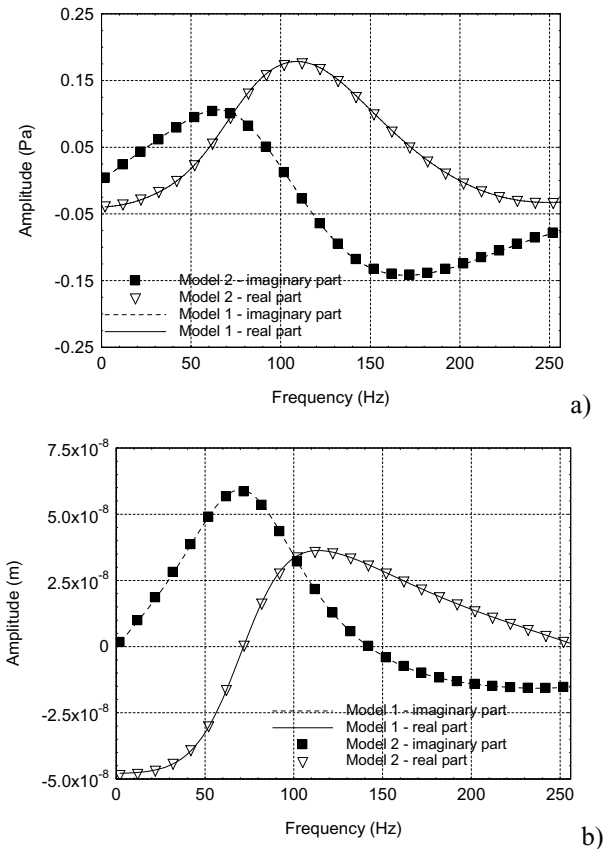 0.25
0.15
0.05
-0.05
-0.15
-0.25
Amplitude (Pa)
Model 2 - imaginary part
Model 2 - real part
Model 1 - imaginary part
Model 1 - real part
0 50 100 150 200 250
Frequency (Hz)
a)
7.5x10-8
5.0x10-8
2.5x10-8
0
-2.5x10-8
-5.0x10-8
Amplitude (m)
Model 1 - imaginary part
Model 1 - real part
Model 2 - imaginary part
Model 2 - real part
0 50 100 150 200 250
Frequency (Hz)
b)